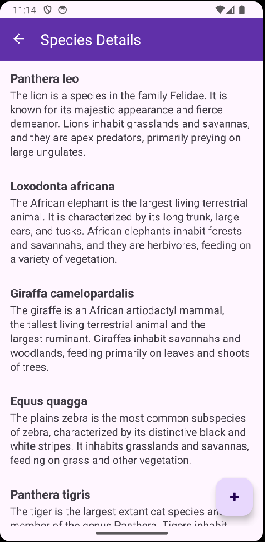 11:14
Species Details
Panthera leo
The lion is a species in the family Felidae. It is
known for its majestic appearance and fierce
demeanor. Lions inhabit grasslands and savannas,
and they are apex predators, primarily preying on
large ungulates.
Loxodonta africana
The African elephant is the largest living terrestrial
animal. It is characterized by its long trunk, large
ears, and tusks. African elephants inhabit forests
and savannahs, and they are herbivores, feeding on
a variety of vegetation.
Giraffa camelopardalis
The giraffe is an African artiodactyl mammal,
the tallest living terrestrial animal and the
largest ruminant. Giraffes inhabit savannahs and
woodlands, feeding primarily on leaves and shoots
of trees.
Equus quagga
The plains zebra is the most common subspecies
of zebra, characterized by its distinctive black and
white stripes. It inhabits grasslands and savannas,
feeding on grass and other vegetation.
Panthera tigris
The tiger is the largest extant cat species and
member of the genus Panthera. Tigers inhabit